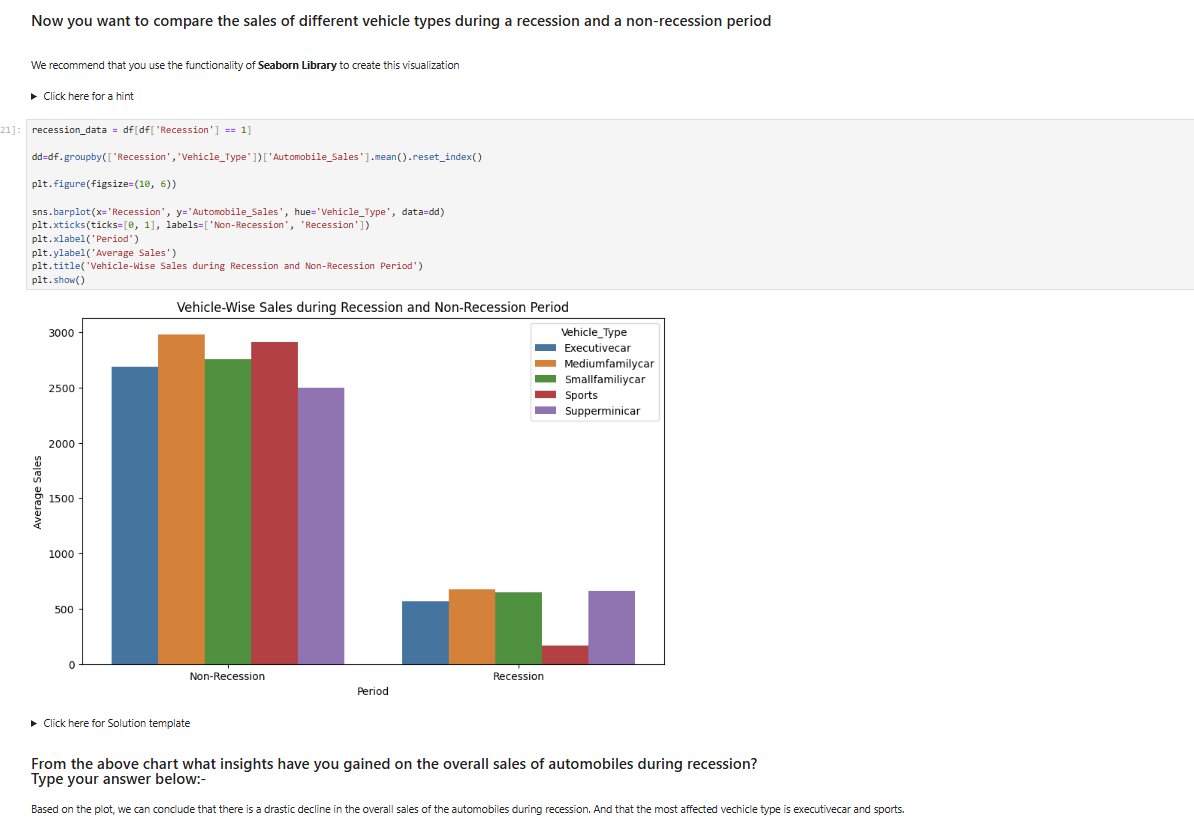 Now you want to compare the sales of different vehicle types during a recession and a non-recession period
We recommend that you use the functionality of Seaborn Library to create this visualization
Click here for a hint
21]:
recession_data = df[df['Recession'] == 1]
dd=df.groupby(['Recession','Vehicle_Type'])['Automobile_Sales'].mean().reset_index()
plt.figure(figsize=(10, 6))
sns.barplot(x='Recession', y='Automobile_Sales', hue='Vehicle_Type', data=dd)
plt.xticks(ticks=[0, 1], labels=['Non-Recession', 'Recession'])
plt.xlabel('Period')
plt.ylabel('Average Sales')
plt.title('Vehicle-Wise Sales during Recession and Non-Recession Period')
plt.show()
Vehicle-Wise Sales during Recession and Non-Recession Period
3000
2500
2000
1500
1000
500
0
Average Sales
Vehicle_Type
Executivecar
Mediumfamilycar
Smallfamiliycar
Sports
Supperminicar
Non-Recession
Recession
Period
Click here for Solution template
From the above chart what insights have you gained on the overall sales of automobiles during recession?
Type your answer below:-
Based on the plot, we can conclude that there is a drastic decline in the overall sales of the automobiles during recession. And that the most affected vechicle type is executivecar and sports.